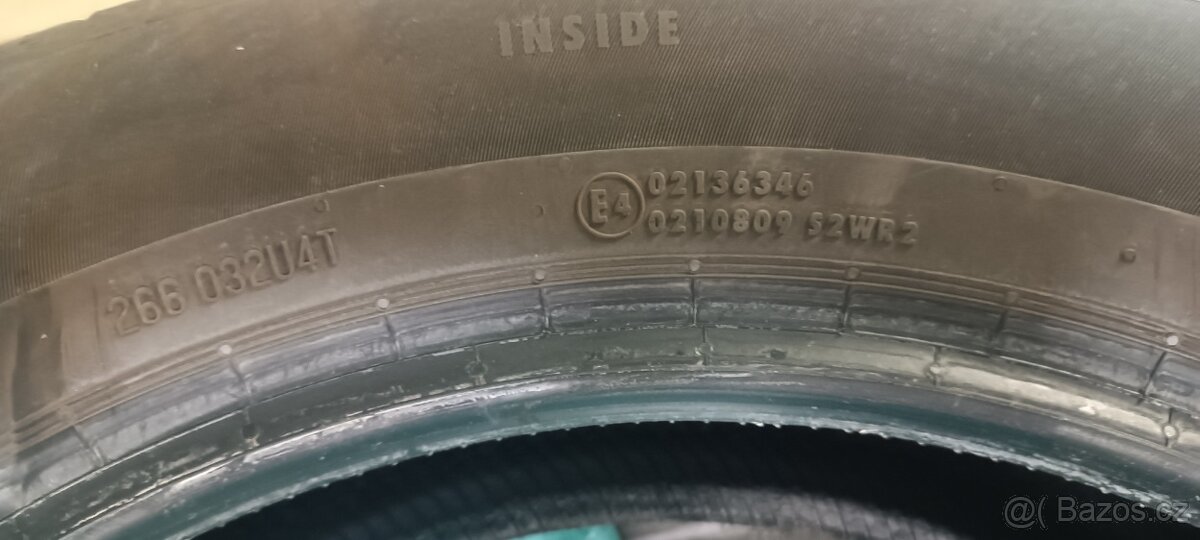 INSIDE
E4
02136346
0210809 S2WR2
266 032U4T
@( Bazos.cz